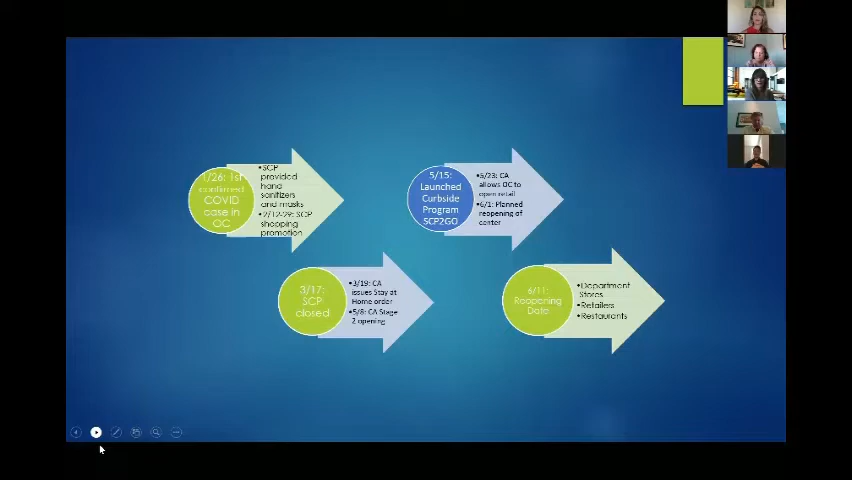 1/26: 1st
confirmed
COVID
case in
OC
•SCP
provided
hand
sanitizers
and masks
•2/12-29: SCP
shopping
promotion
3/17:
SCP
closed
•3/19: CA
issues Stay at
Home order
•5/8: CA Stage
2 opening
5/15:
Launched
Curbside
Program
SCP2GO
•5/23: CA
allows OC to
open retail
•6/1: Planned
reopening of
center
6/11:
Reopening
Date
•Department
Stores
•Retailers
•Restaurants